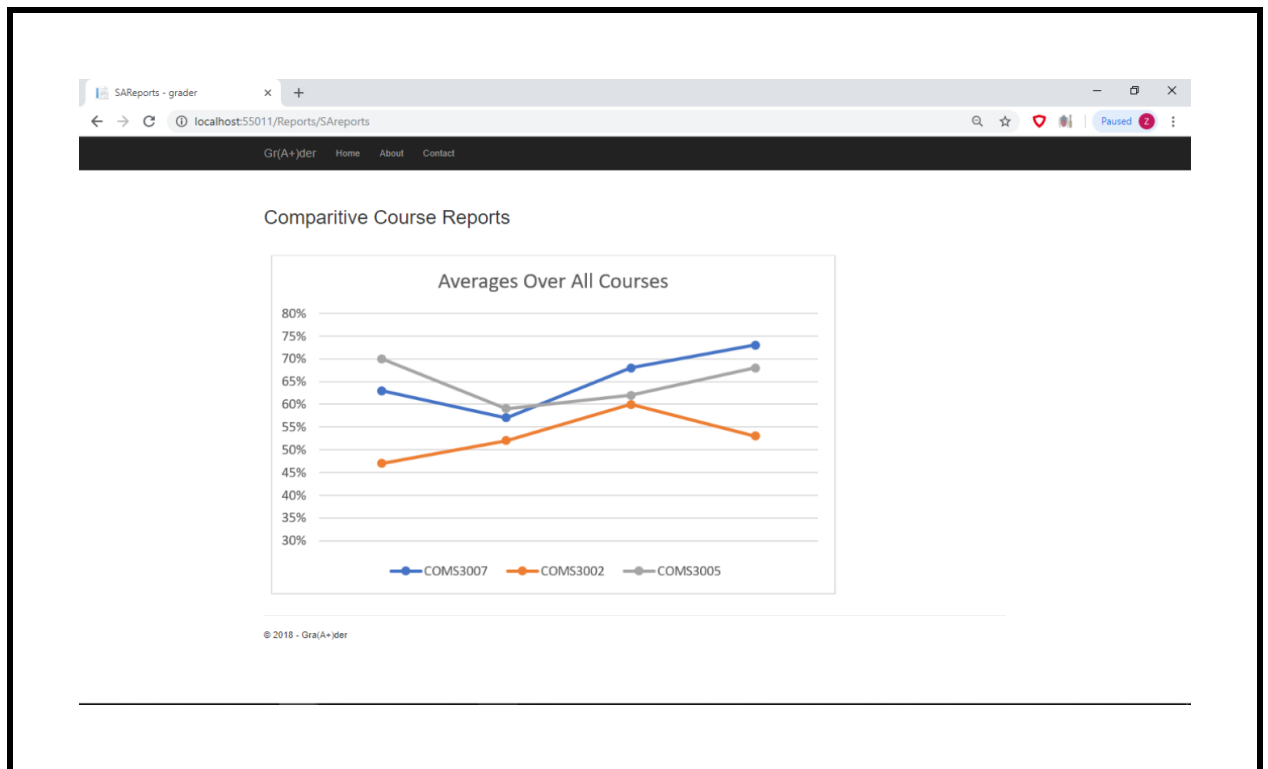 SAReports - grader
localhost:55011/Reports/SAreports
Paused Z
Gr(A+)der Home About Contact
Comparitive Course Reports
Averages Over All Courses
80%
75%
70%
65%
60%
55%
50%
45%
40%
35%
30%
COMS3007 COMS3002 COMS3005
© 2018 - Gra(A+)der